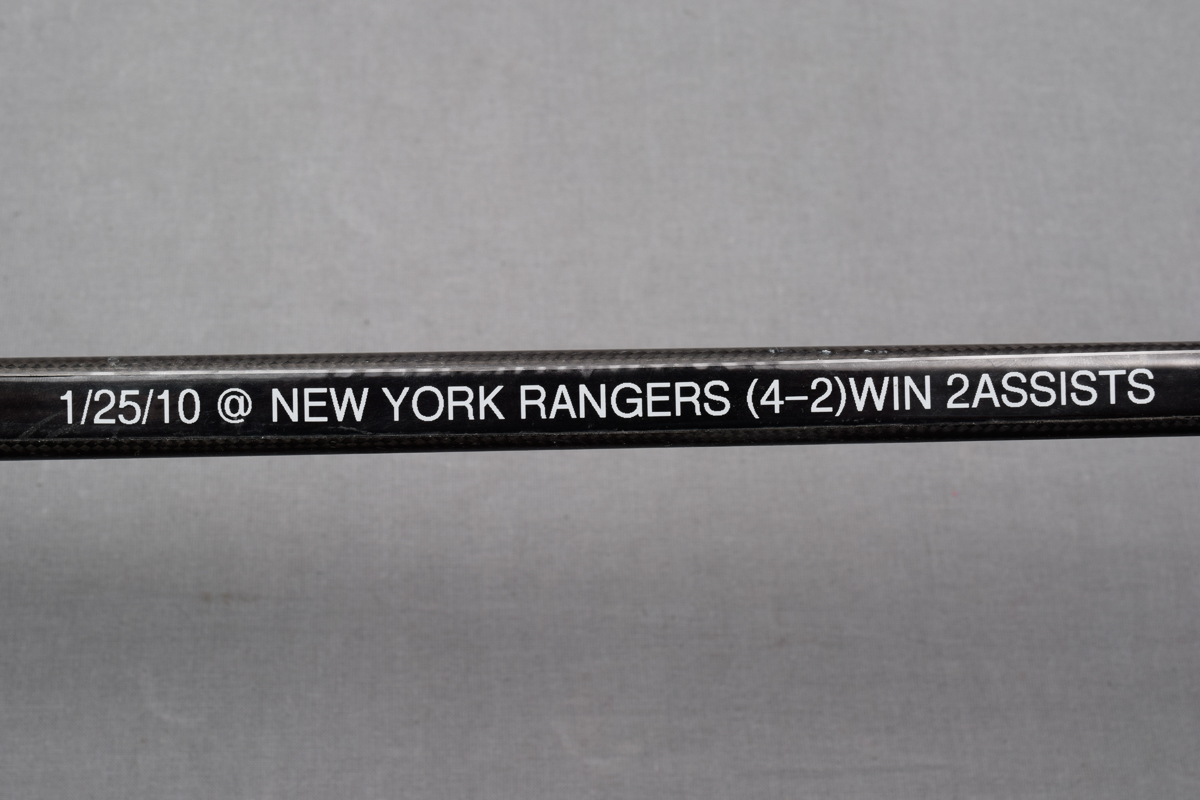 1/25/10 @ NEW YORK RANGERS (4–2)WIN 2ASSISTS